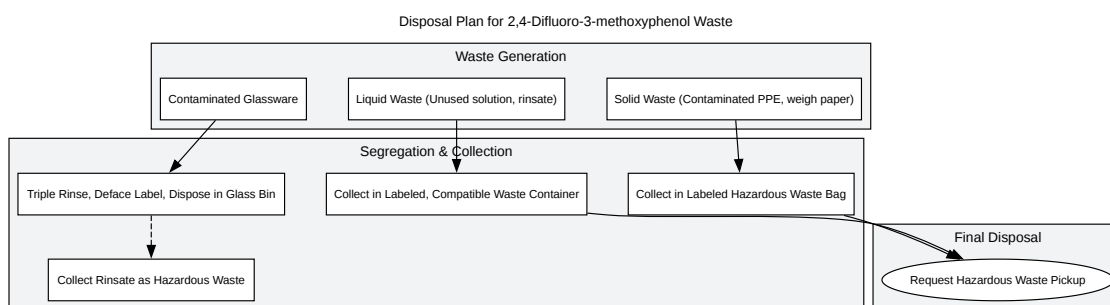 Disposal Plan for 2,4-Difluoro-3-methoxyphenol Waste
Waste Generation
Contaminated Glassware
Liquid Waste (Unused solution, rinsate)
Solid Waste (Contaminated PPE, weigh paper)
Segregation & Collection
Triple Rinse, Deface Label, Dispose in Glass Bin
Collect in Labeled, Compatible Waste Container
Collect in Labeled Hazardous Waste Bag
Final Disposal
Collect Rinsate as Hazardous Waste
Request Hazardous Waste Pickup